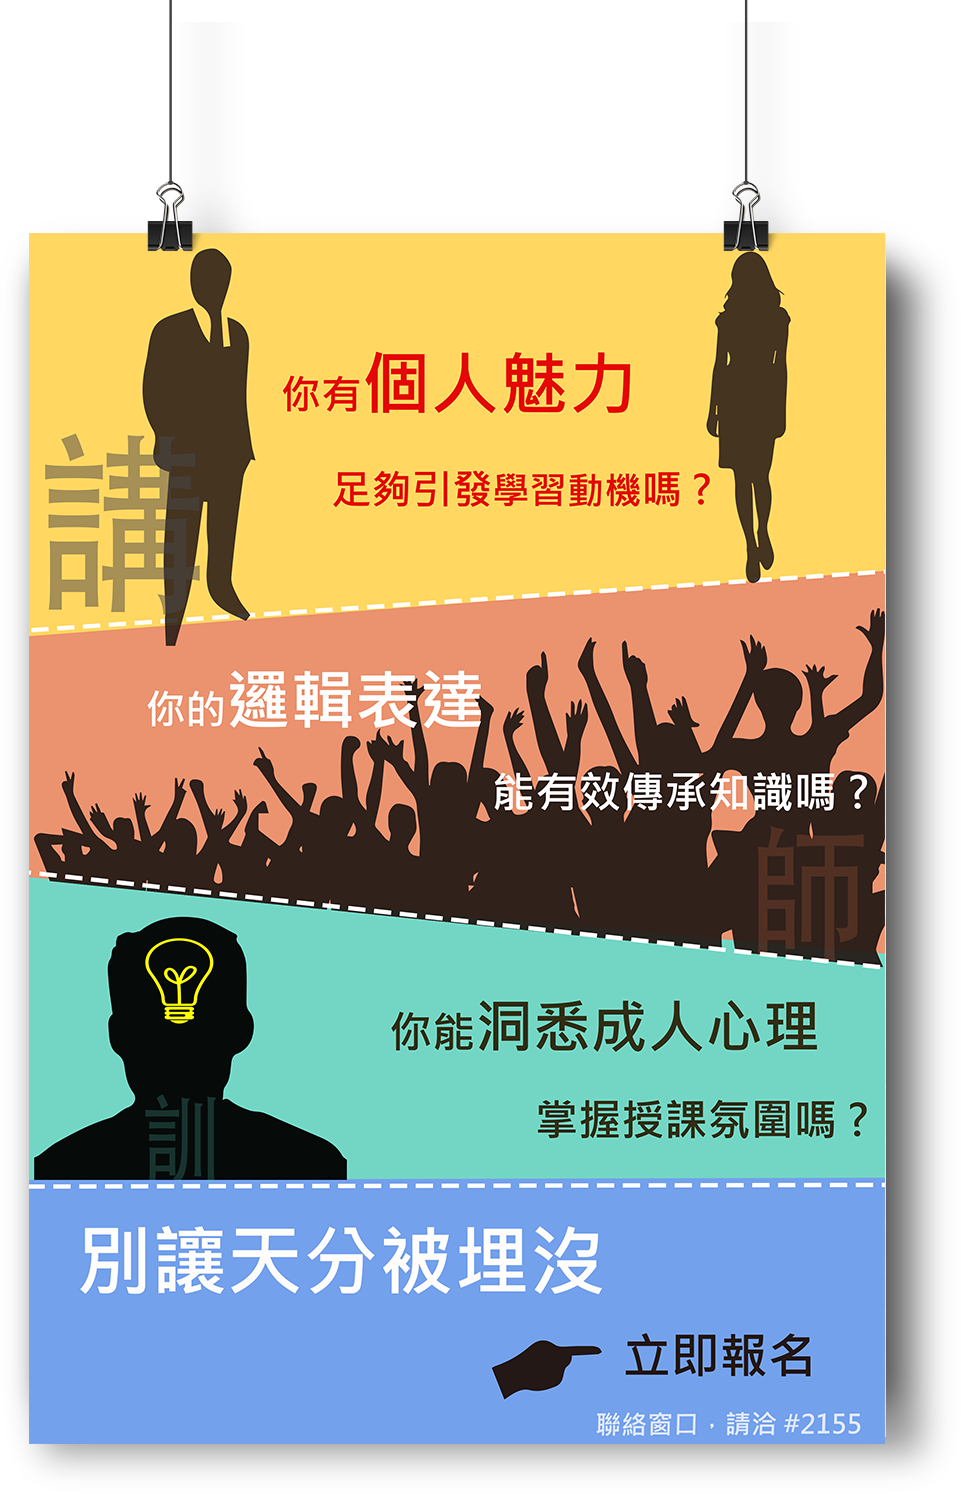 你有個人魅力
足夠引發學習動機嗎？
講
你的邏輯表達
能有效傳承知識嗎？
師
你能洞悉成人心理
掌握授課氛圍嗎？
訓
別讓天分被埋沒
立即報名
聯絡窗口，請洽 #2155